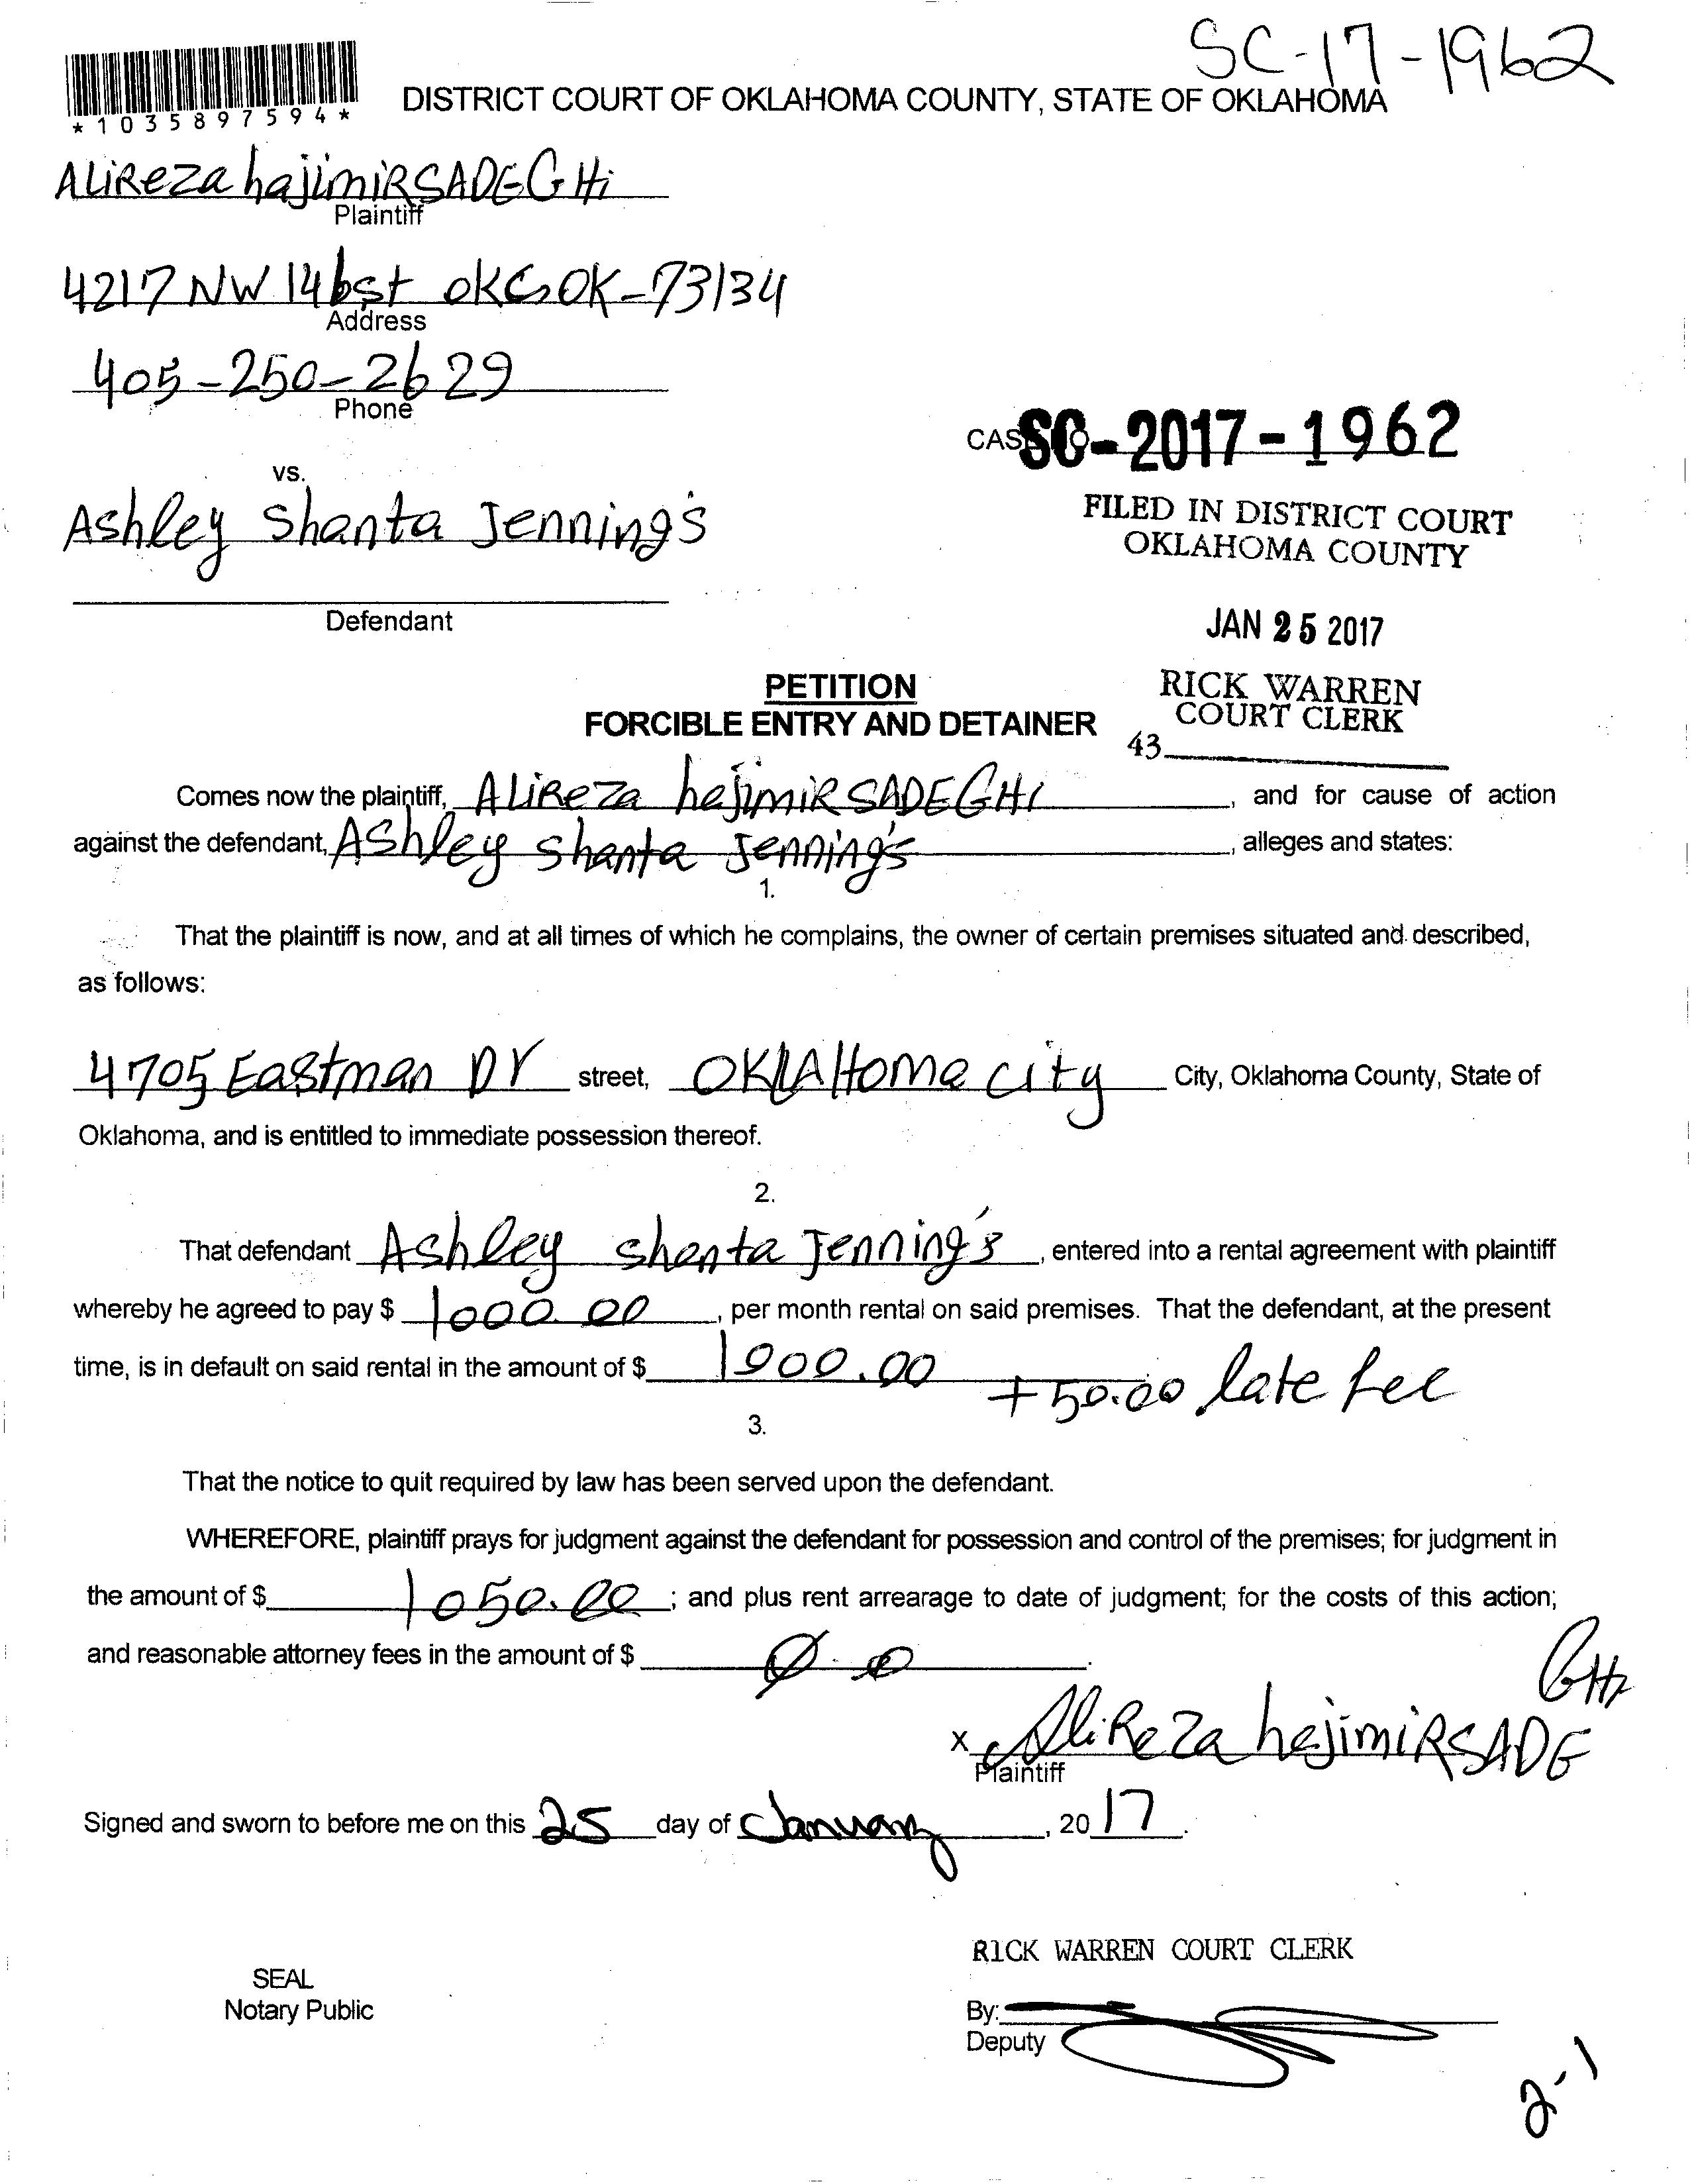 SC-17-1962
*1035897594*
DISTRICT COURT OF OKLAHOMA COUNTY, STATE OF OKLAHOMA
ALiReza hajimiRSADEGHi
Plaintiff
4217 NW 146st OKC, OK-73134
Address
405-250-2629
Phone
CAS SC-2017-1962
vs.
Ashley Shanta Jenning's
FILED IN DISTRICT COURT
OKLAHOMA COUNTY
Defendant
JAN 25 2017
PETITION
FORCIBLE ENTRY AND DETAINER
RICK WARREN
COURT CLERK
43
Comes now the plaintiff, ALiReza hajimiRSADEGHi, and for cause of action
against the defendant, Ashley Shanta Jenning's, alleges and states:
1.
That the plaintiff is now, and at all times of which he complains, the owner of certain premises situated and described,
as follows:
4705 Eastman Dr street, OKlAHoma city City, Oklahoma County, State of
Oklahoma, and is entitled to immediate possession thereof.
2.
That defendant Ashley shanta Jenning's, entered into a rental agreement with plaintiff
whereby he agreed to pay $ 1000.00, per month rental on said premises. That the defendant, at the present
time, is in default on said rental in the amount of $ 1000.00 + 50.00 late fee
3.
That the notice to quit required by law has been served upon the defendant.
WHEREFORE, plaintiff prays for judgment against the defendant for possession and control of the premises; for judgment in
the amount of $ 1050.00; and plus rent arrearage to date of judgment; for the costs of this action;
and reasonable attorney fees in the amount of $ 0.0.
x ALiReza hajimiRSADEGHi
Plaintiff
Signed and sworn to before me on this 25 day of January, 2017.
RICK WARREN COURT CLERK
SEAL
Notary Public
By:
Deputy
2-1